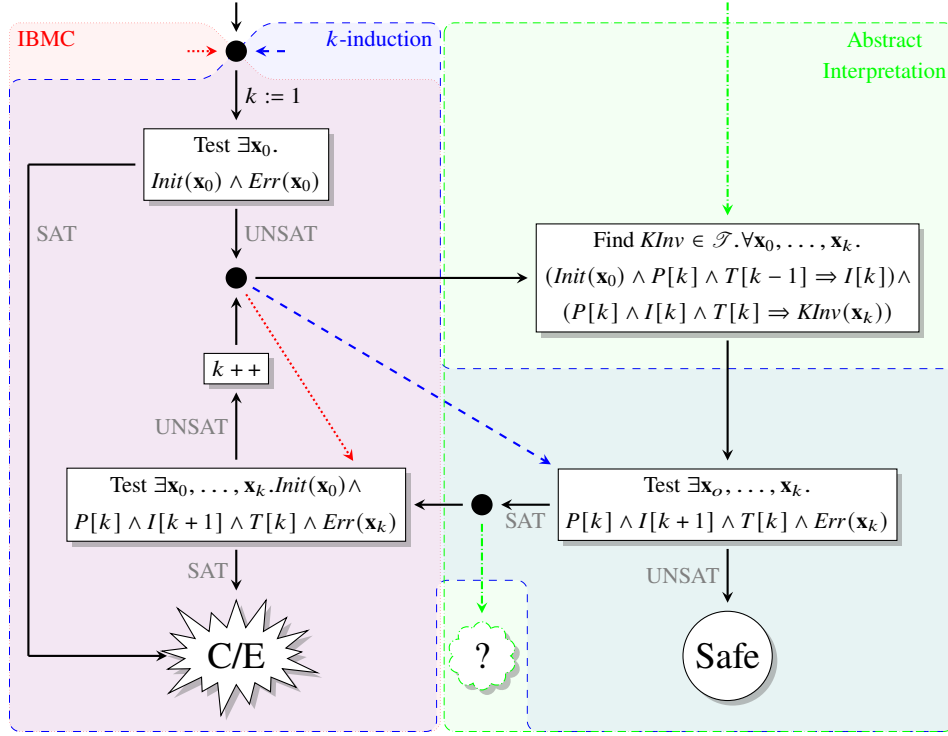 IBMC
k-induction
Abstract
Interpretation
k := 1
Test ∃x₀.
Init(x₀) ∧ Err(x₀)
SAT
UNSAT
Find KInv ∈ 𝒯.∀x₀, . . . , xₖ.
(Init(x₀) ∧ P[k] ∧ T[k − 1] ⇒ I[k])∧
(P[k] ∧ I[k] ∧ T[k] ⇒ KInv(xₖ))
k ++
UNSAT
Test ∃x₀, . . . , xₖ.Init(x₀)∧
P[k] ∧ I[k + 1] ∧ T[k] ∧ Err(xₖ)
SAT
Test ∃xₒ, . . . , xₖ.
P[k] ∧ I[k + 1] ∧ T[k] ∧ Err(xₖ)
SAT
UNSAT
C/E
?
Safe